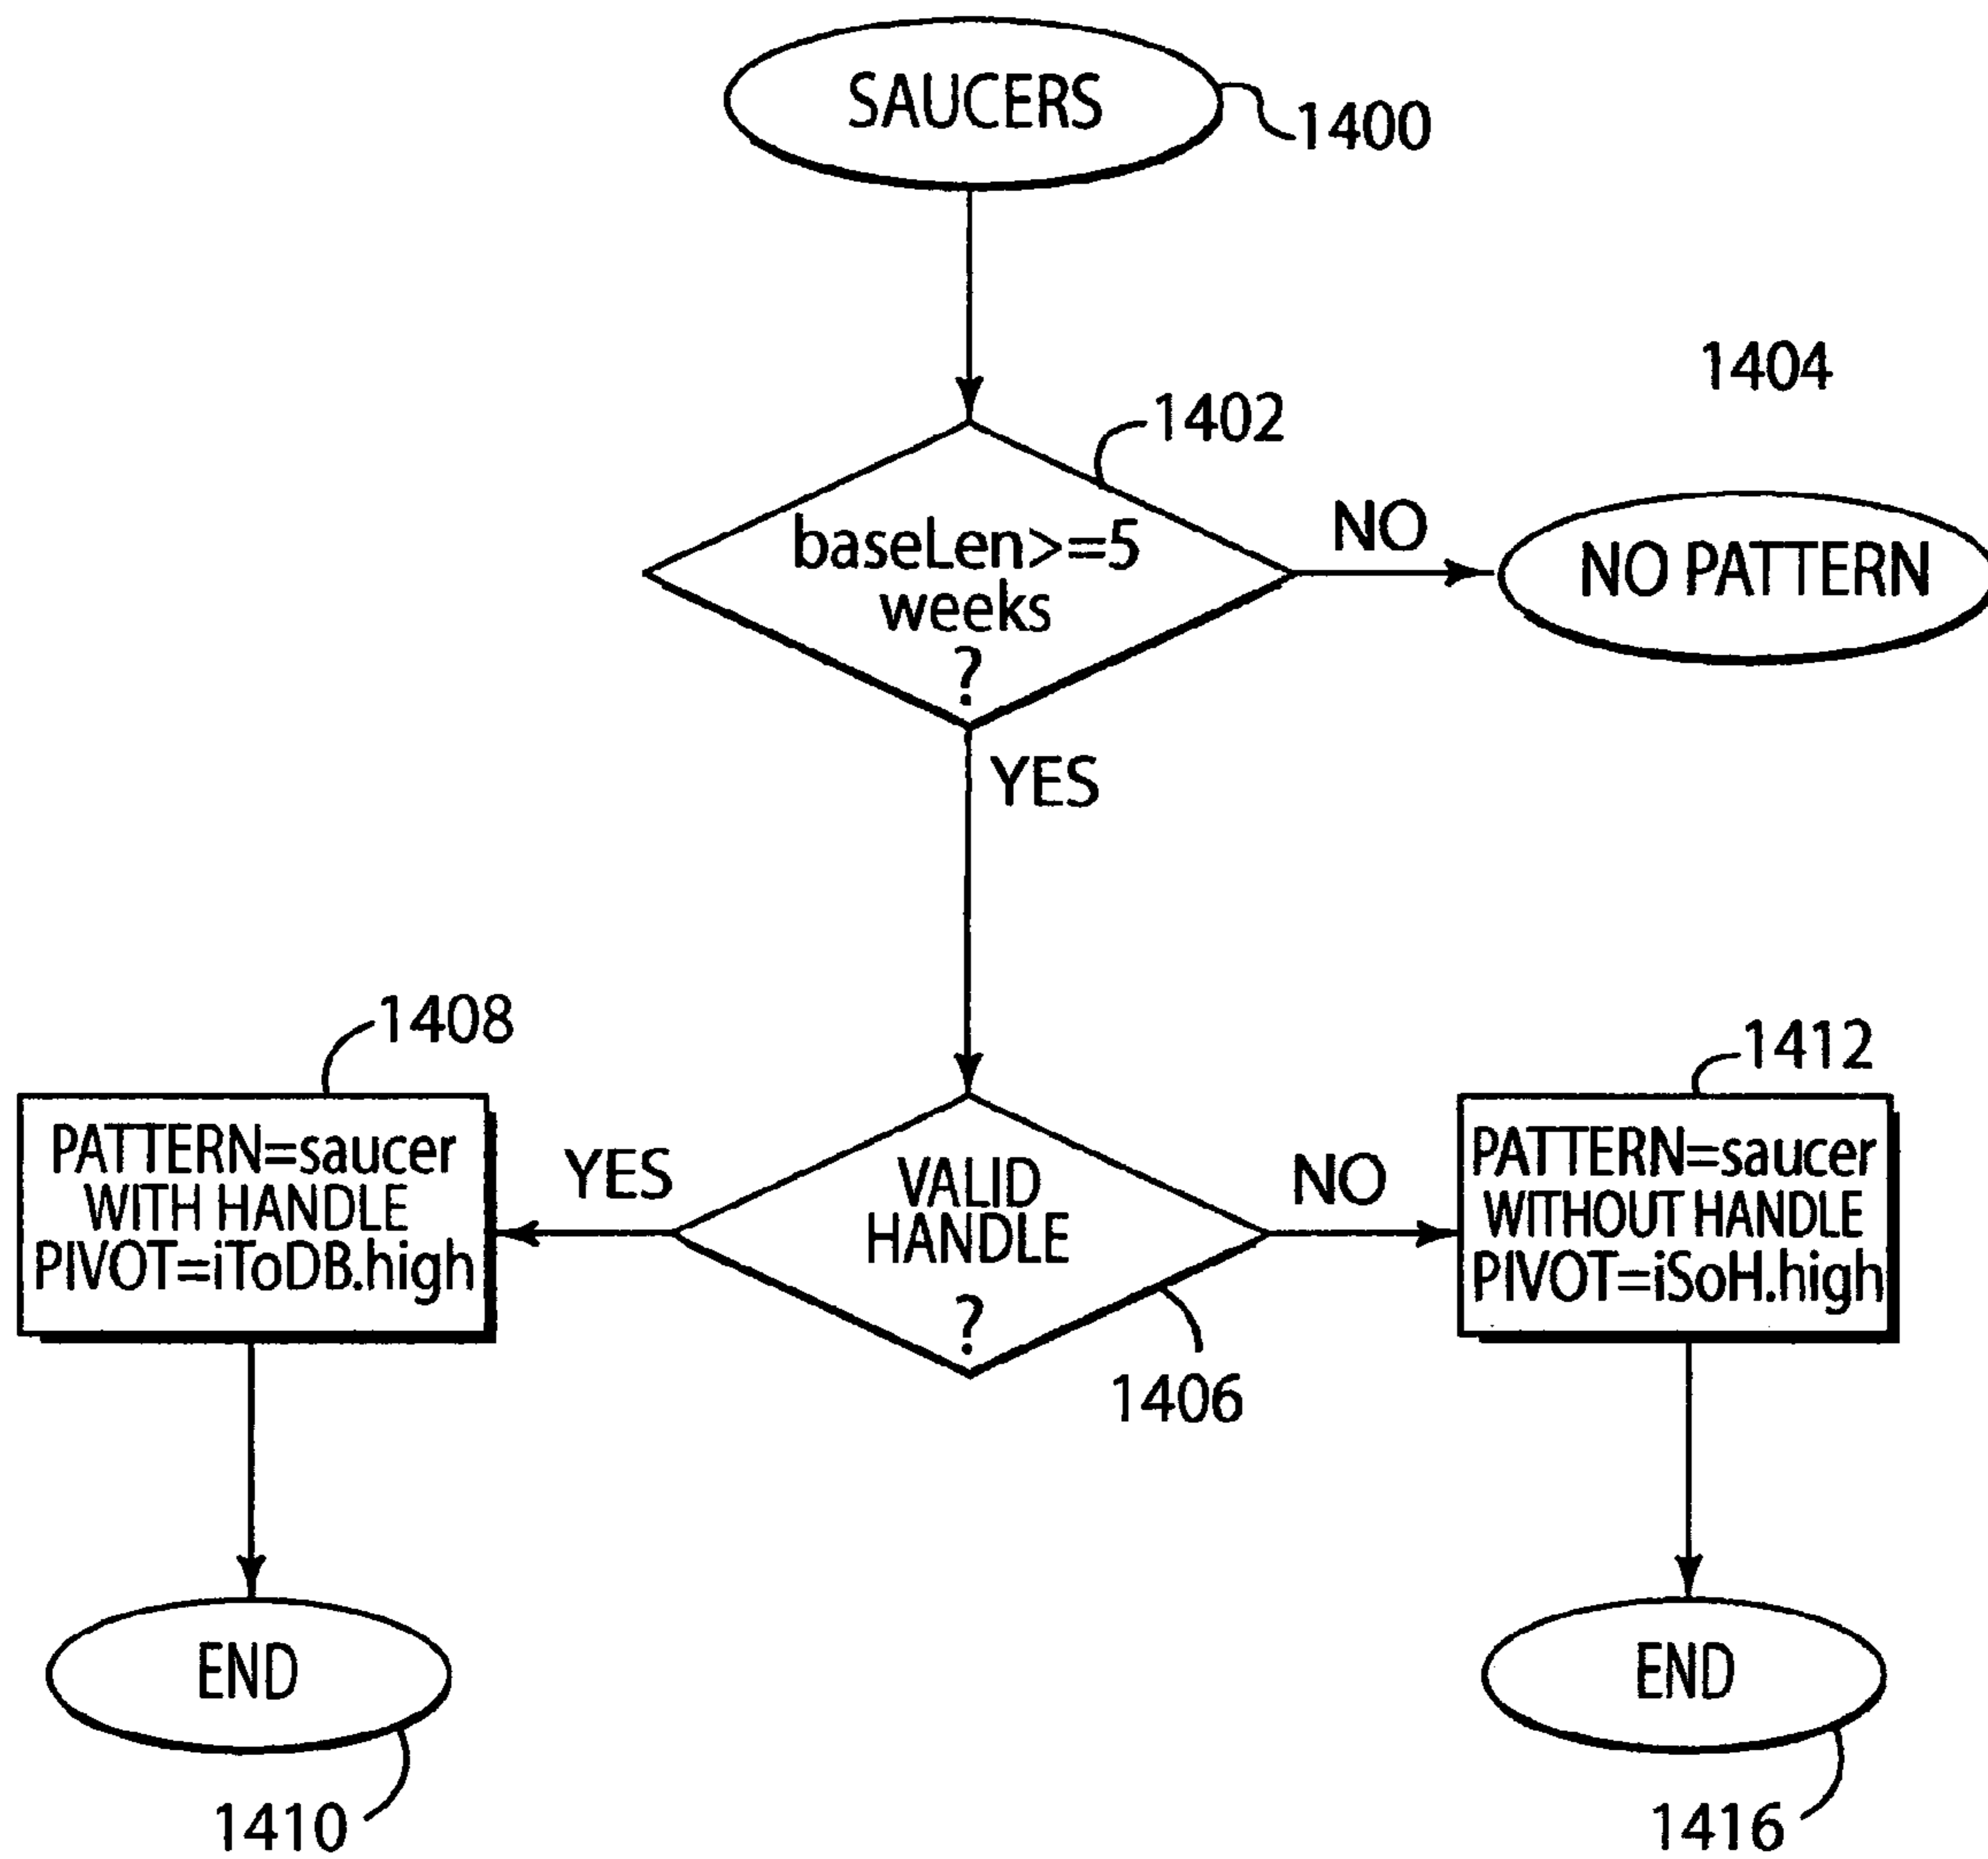 SAUCERS
1400
1404
1402
baseLen>=5
weeks
?
NO
NO PATTERN
YES
1408
1412
PATTERN=saucer
WITH HANDLE
PIVOT=iToDB.high
YES
VALID
HANDLE
?
NO
PATTERN=saucer
WITHOUT HANDLE
PIVOT=iSoH.high
1406
END
END
1410
1416